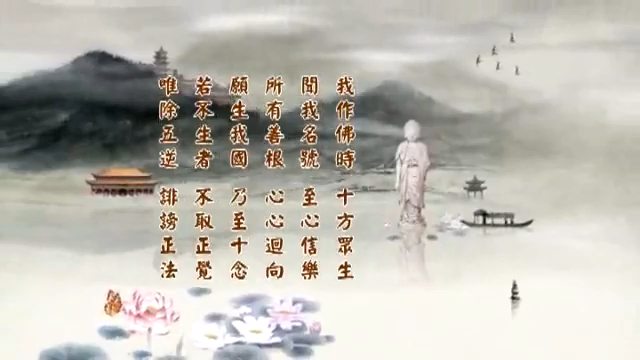 我作佛時 十方眾生
聞我名號 至心信樂
所有善根 心心迴向
願生我國 乃至十念
若不生者 不取正覺
唯除五逆 誹謗正法